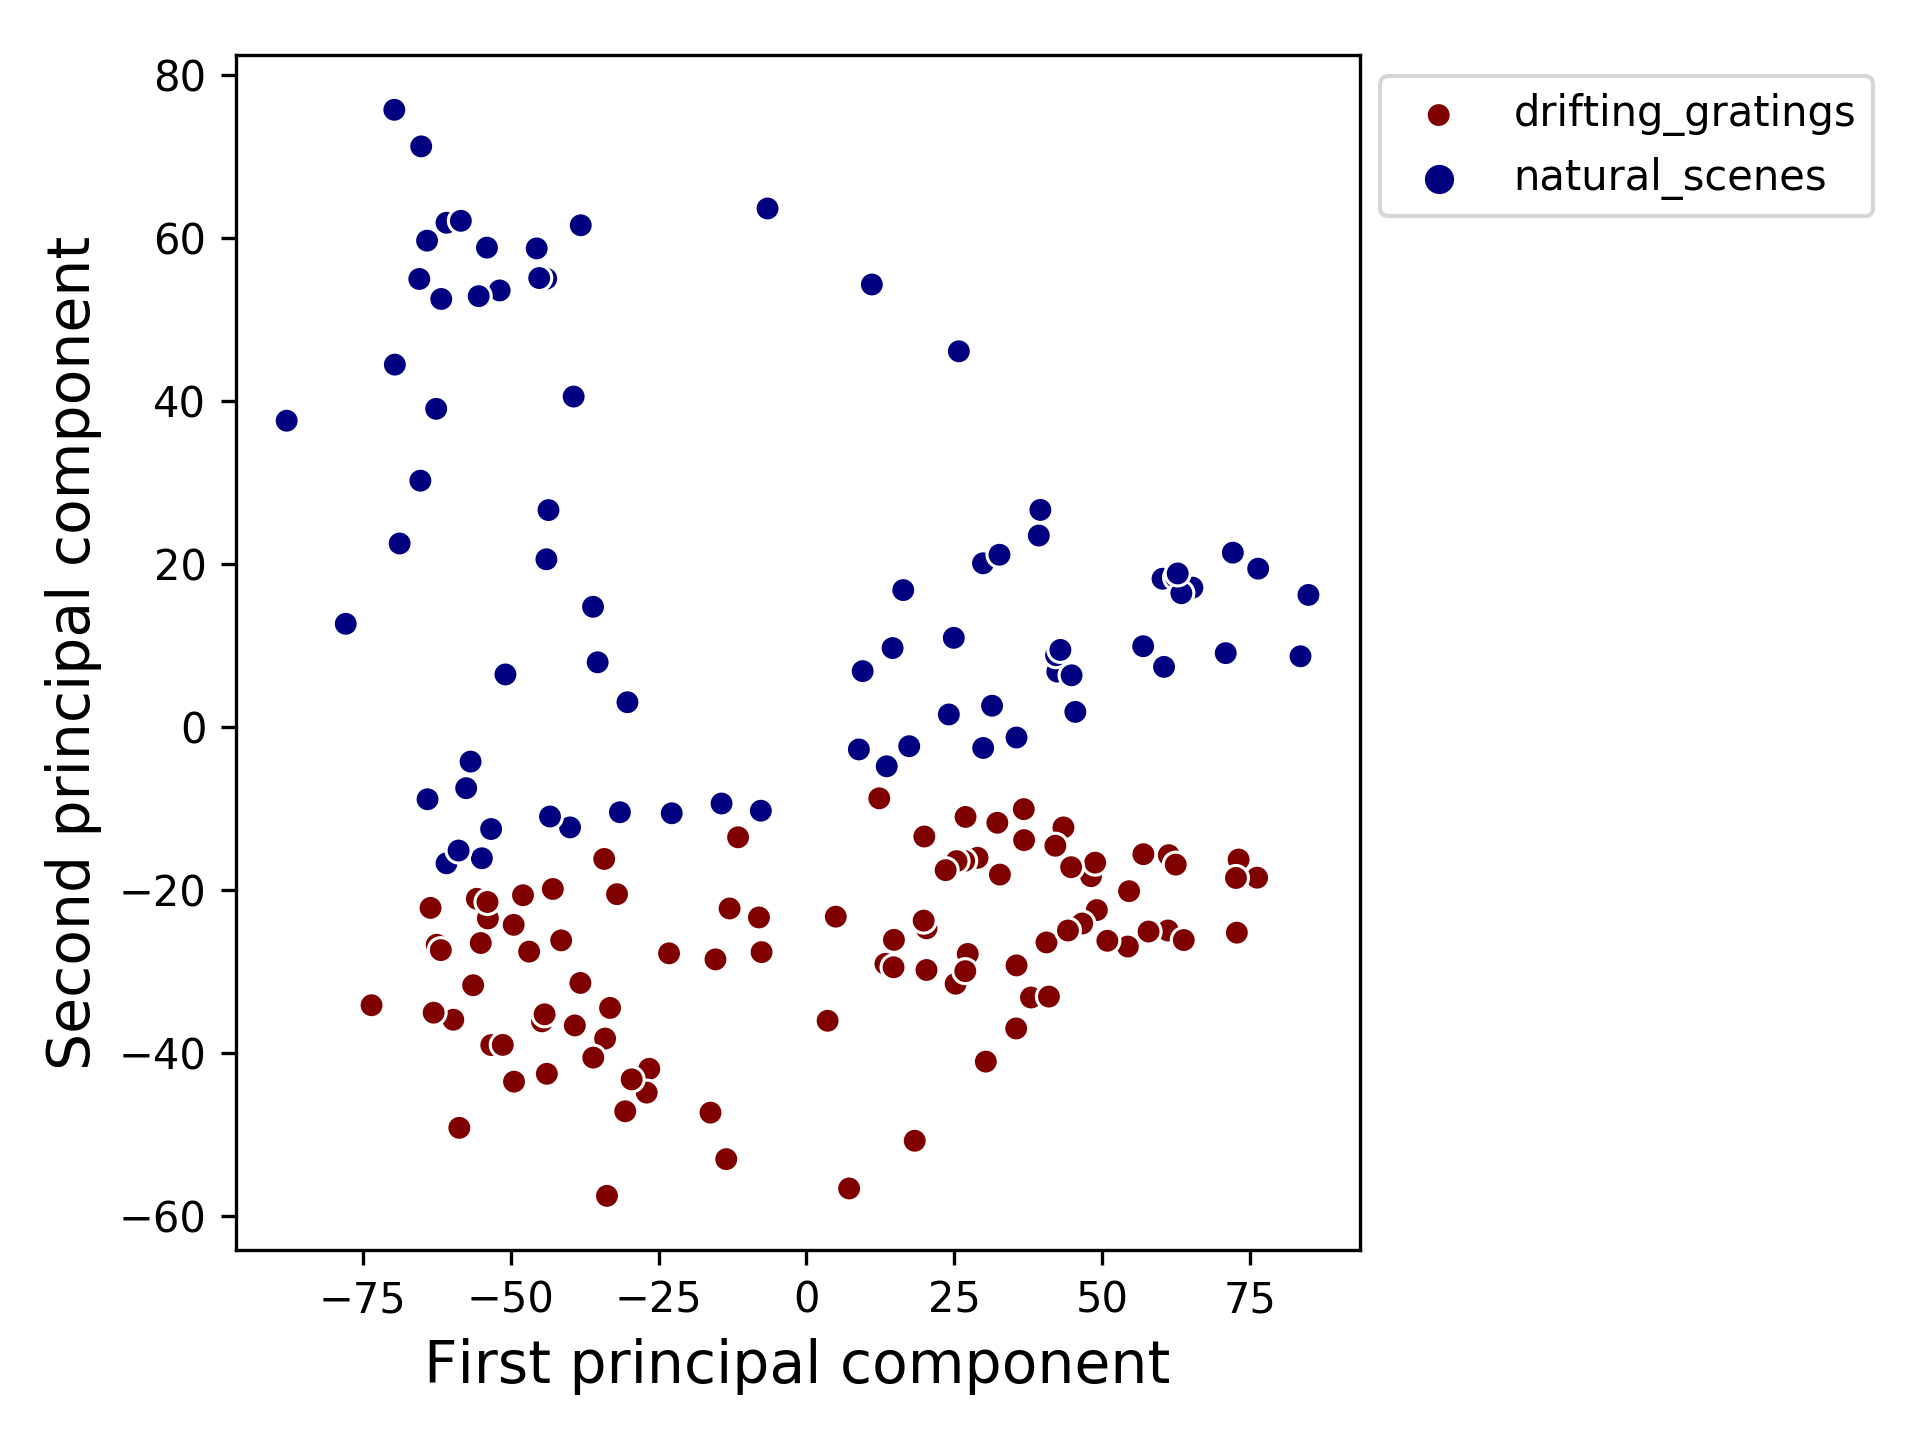 drifting_gratings
natural_scenes
80
60
40
20
0
−20
−40
−60
Second principal component
−75 −50 −25 0 25 50 75
First principal component